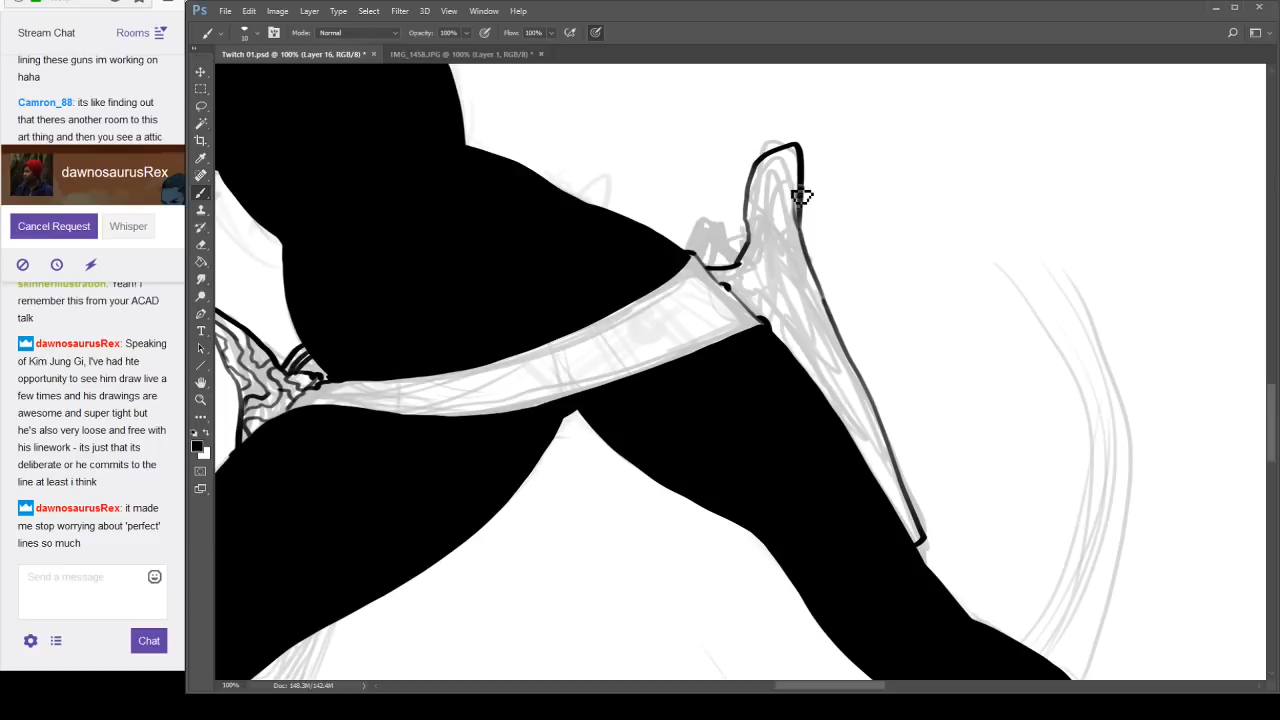 Stream Chat
Rooms
lining these guns im working on
haha
Camron_88: its like finding out
that theres another room to this
art thing and then you see a attic
dawnosaurusRex
Cancel Request
Whisper
skinnerillustration: Yeah! I
remember this from your ACAD
talk
dawnosaurusRex: Speaking
of Kim Jung Gi, I've had hte
opportunity to see him draw live a
few times and his drawings are
awesome and super tight but
he's also very loose and free with
his linework - its just that its
deliberate or he commits to the
line at least i think
dawnosaurusRex: it made
me stop worrying about 'perfect'
lines so much
Send a message
Chat
Ps
File Edit Image Layer Type Select Filter 3D View Window Help
10
Mode: Normal
Opacity: 100%
Flow: 100%
Twitch 01.psd @ 100% (Layer 16, RGB/8) * ×
IMG_1458.JPG @ 100% (Layer 1, RGB/8) * ×
T
100%
Doc: 148.3M/142.4M